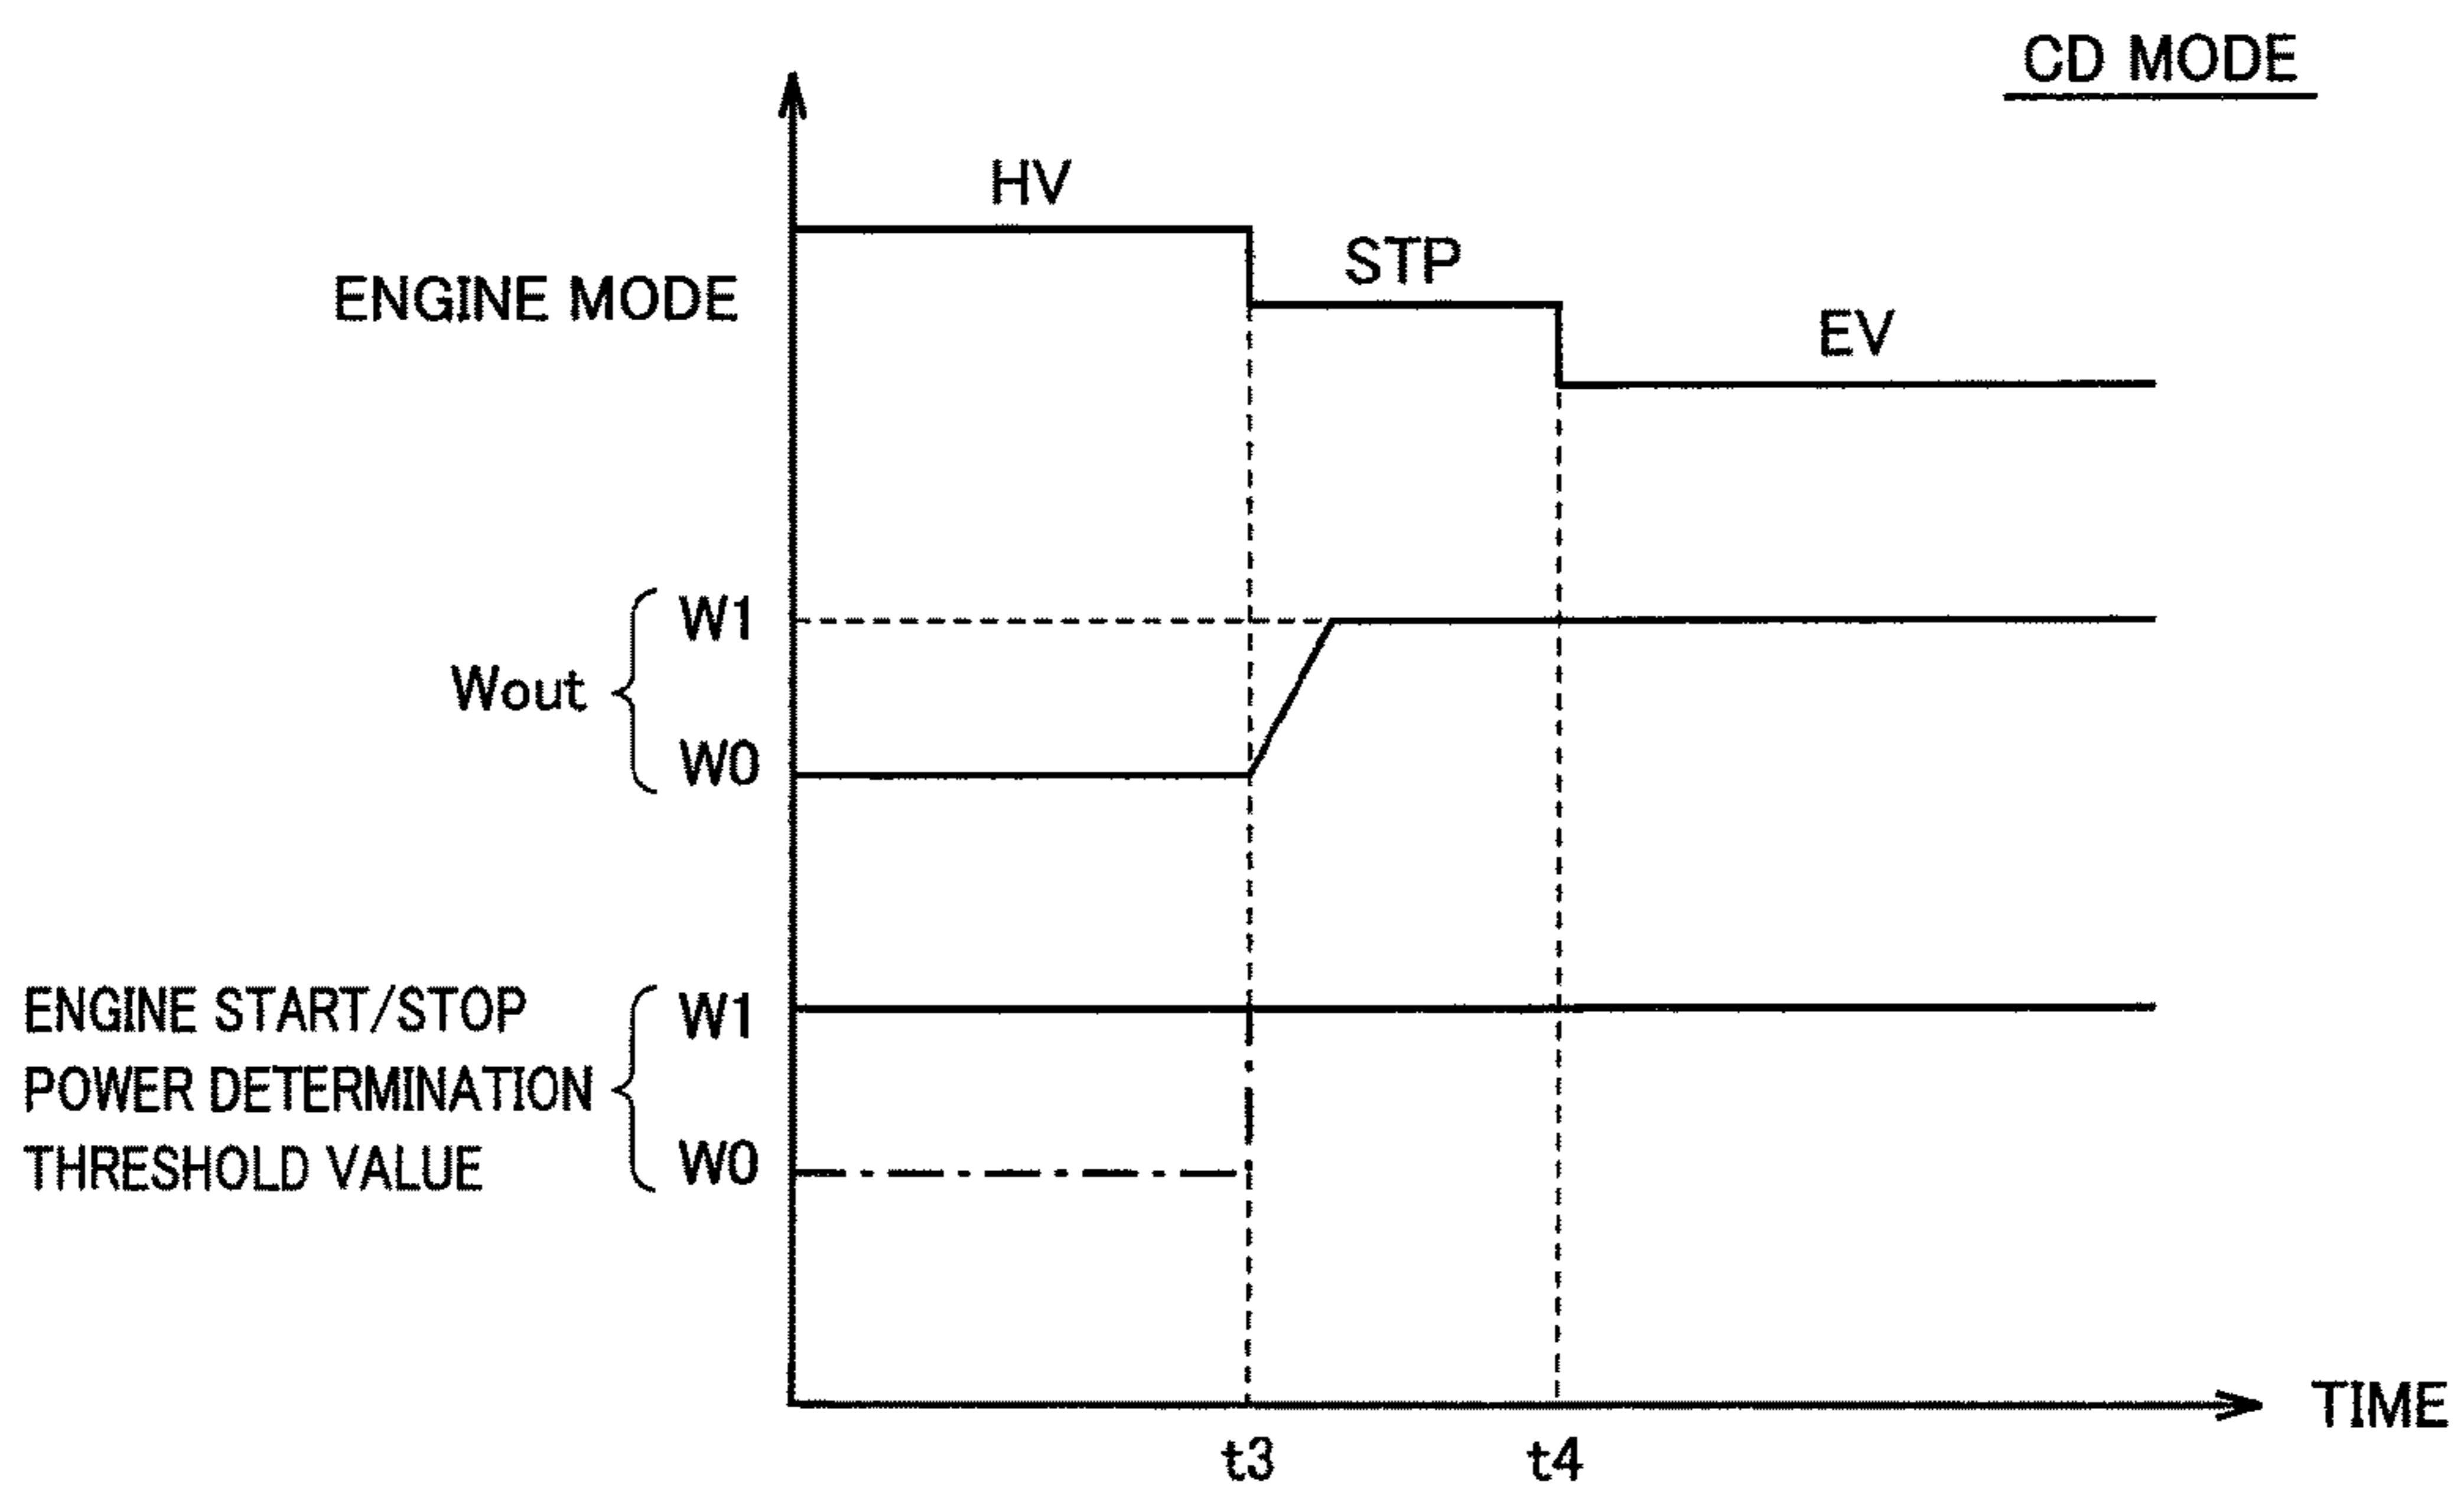 CD MODE
HV
STP
ENGINE MODE
EV
W1
Wout
W0
ENGINE START/STOP
POWER DETERMINATION
THRESHOLD VALUE
W1
W0
TIME
t3
t4